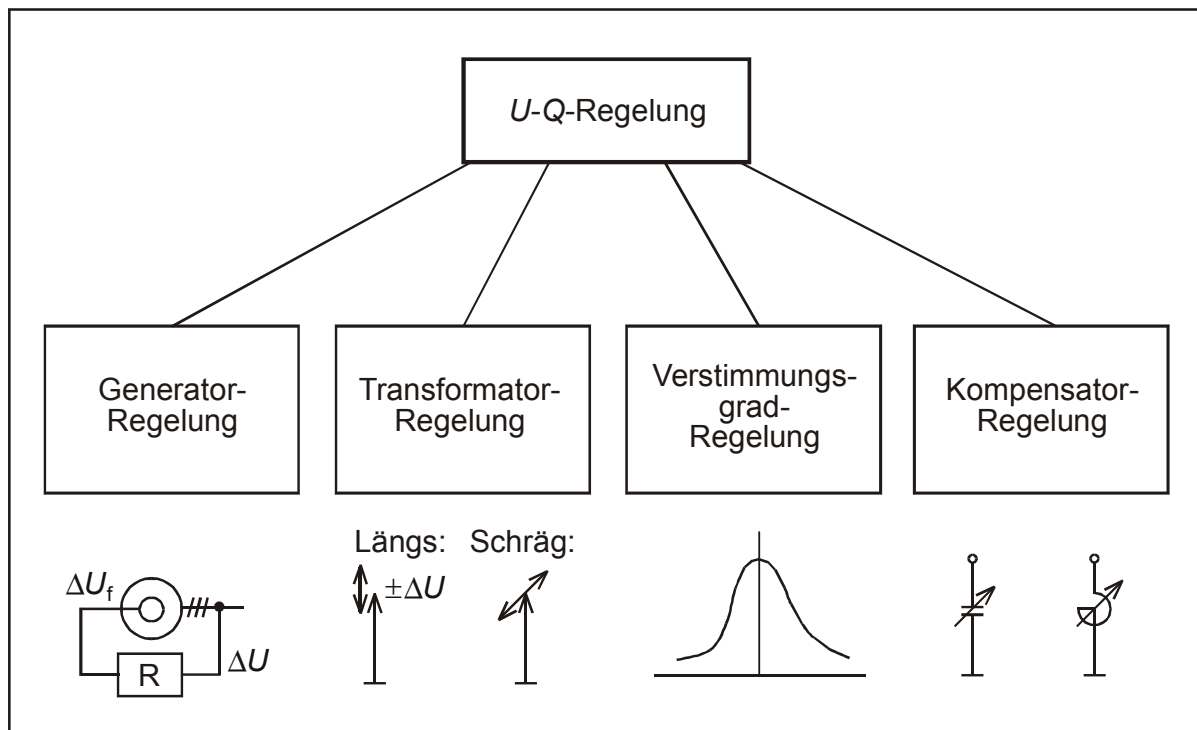 U-Q-Regelung
Generator-
Regelung
Transformator-
Regelung
Verstimmungs-
grad-
Regelung
Kompensator-
Regelung
ΔUf
R
ΔU
Längs: Schräg:
±ΔU